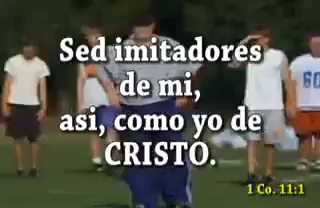 Sed imitadores
de mi,
asi, como yo de
CRISTO.
60
1 Co. 11:1